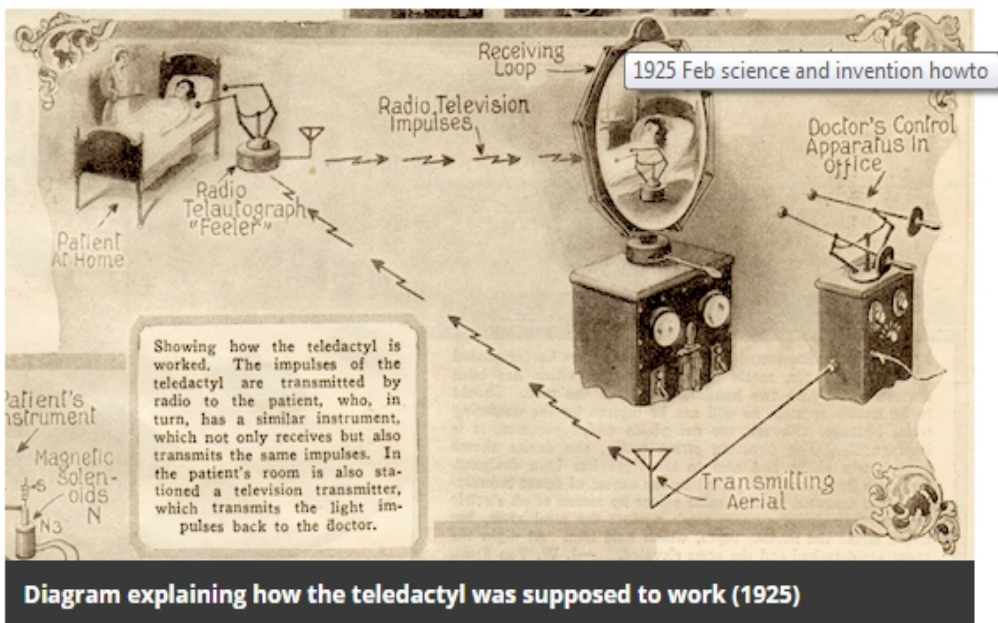 Receiving
Loop
1925 Feb science and invention howto
Radio Television
Impulses
Doctor's Control
Apparatus In
Office
Radio
Telautograph
"Feeler"
Patient
At Home
Showing how the teledactyl is
worked. The impulses of the
teledactyl are transmitted by
radio to the patient, who, in
turn, has a similar instrument,
which not only receives but also
transmits the same impulses. In
the patient's room is also sta-
tioned a television transmitter,
which transmits the light im-
pulses back to the doctor.
Patient's
Instrument
Magnetic
Solen-
oids
S
N
N3
Transmitting
Aerial
Diagram explaining how the teledactyl was supposed to work (1925)